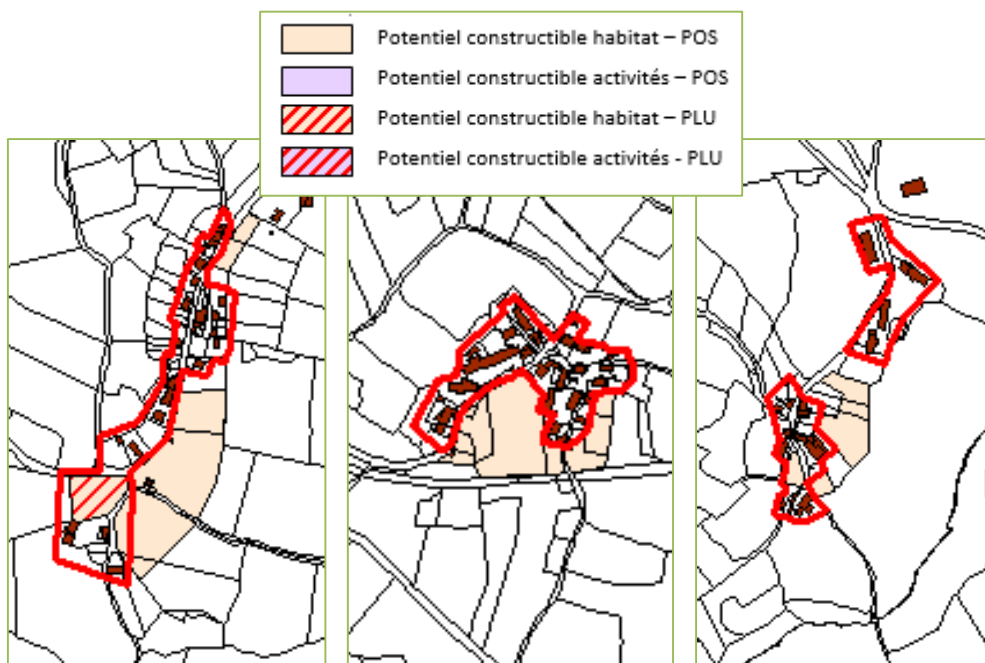 Potentiel constructible habitat – POS
Potentiel constructible activités – POS
Potentiel constructible habitat – PLU
Potentiel constructible activités - PLU